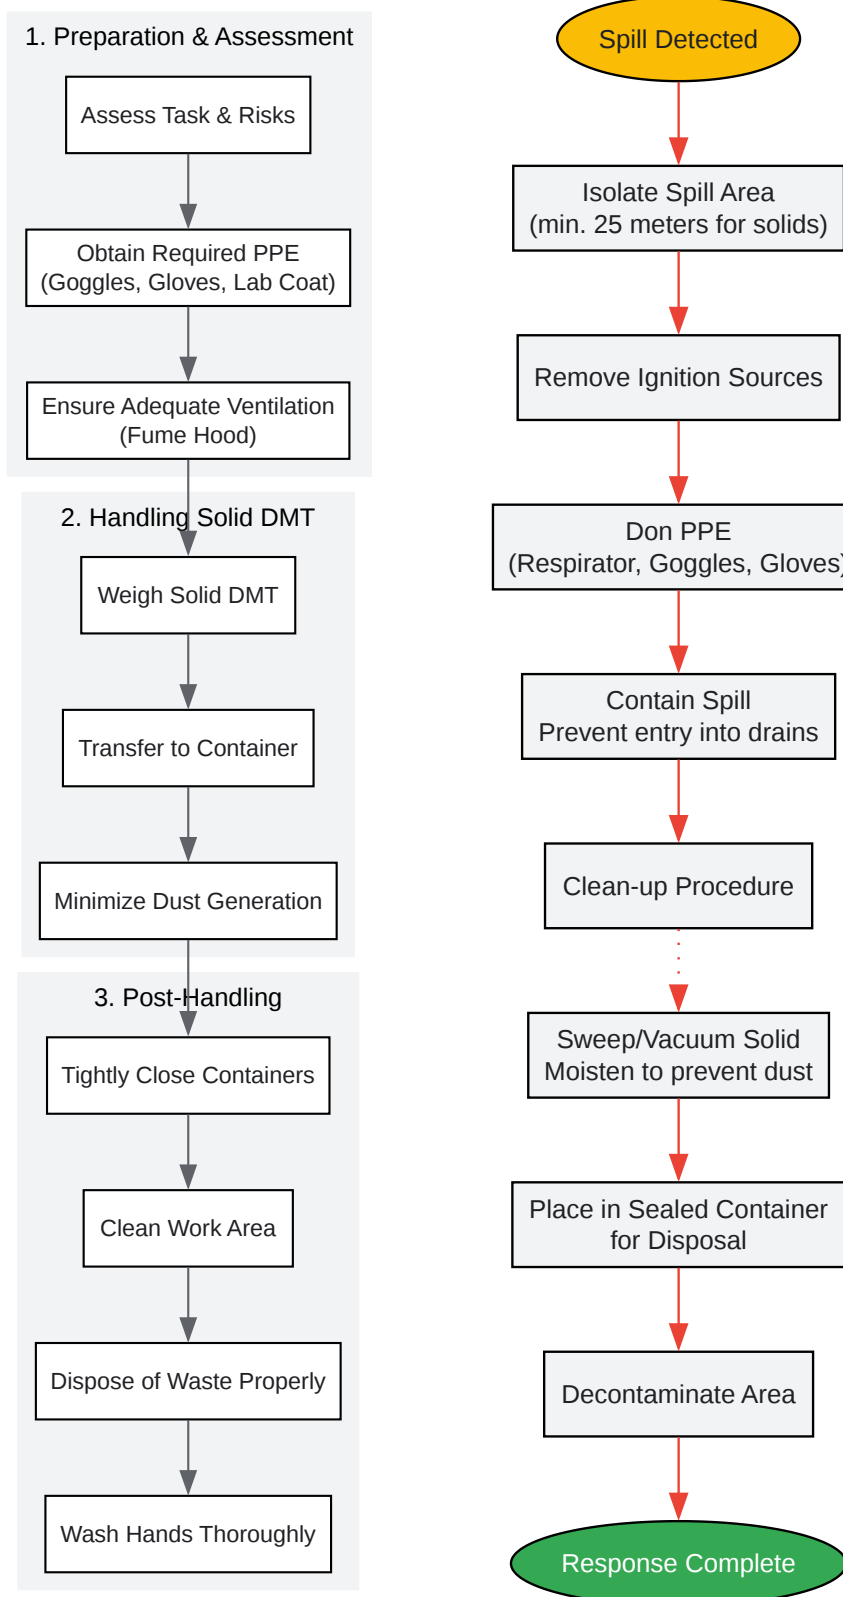 1. Preparation & Assessment
Assess Task & Risks
Obtain Required PPE
(Goggles, Gloves, Lab Coat)
Ensure Adequate Ventilation
(Fume Hood)
2. Handling Solid DMT
Weigh Solid DMT
Transfer to Container
Minimize Dust Generation
3. Post-Handling
Tightly Close Containers
Clean Work Area
Dispose of Waste Properly
Wash Hands Thoroughly
Spill Detected
Isolate Spill Area
(min. 25 meters for solids)
Remove Ignition Sources
Don PPE
(Respirator, Goggles, Gloves)
Contain Spill
Prevent entry into drains
Clean-up Procedure
Sweep/Vacuum Solid
Moisten to prevent dust
Place in Sealed Container
for Disposal
Decontaminate Area
Response Complete